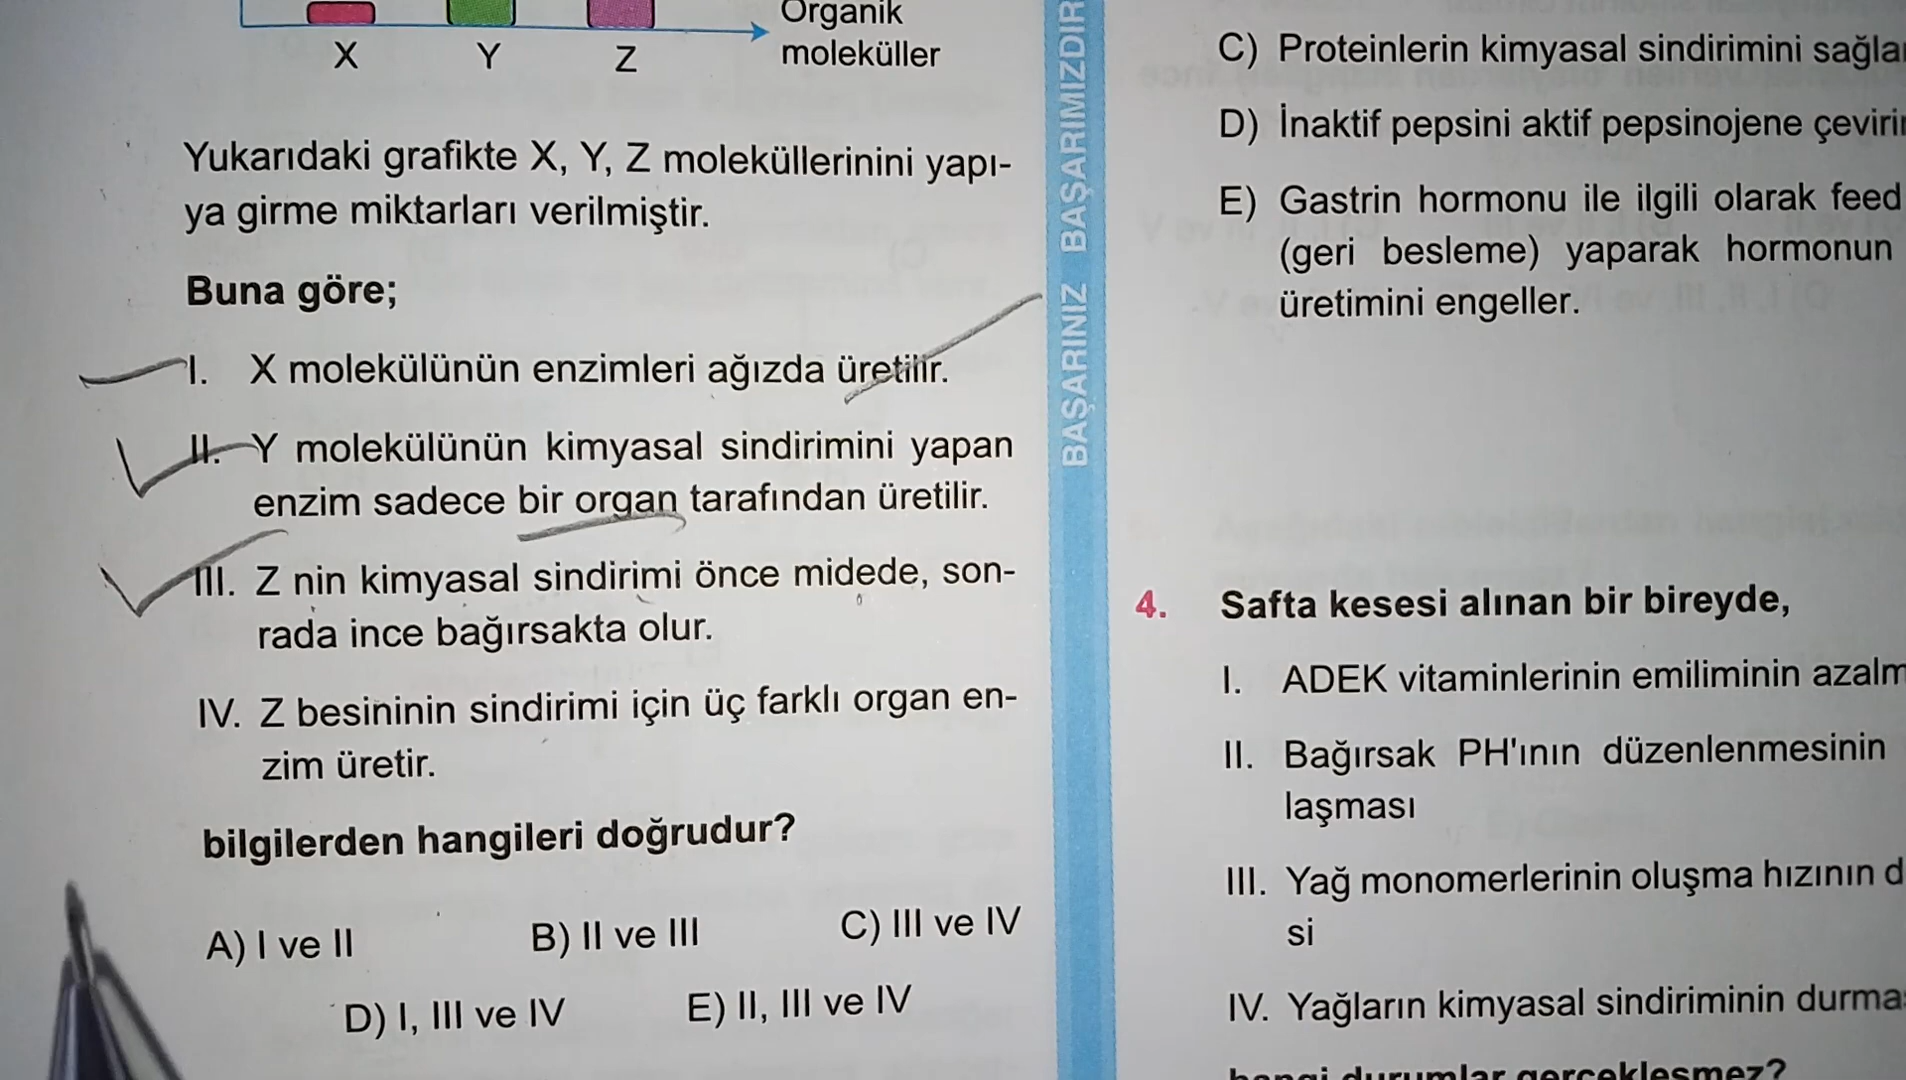 X
Y
Z
Organik
moleküller
Yukarıdaki grafikte X, Y, Z moleküllerinini yapı-
ya girme miktarları verilmiştir.
Buna göre;
I. X molekülünün enzimleri ağızda üretilir.
II. Y molekülünün kimyasal sindirimini yapan
enzim sadece bir organ tarafından üretilir.
III. Z nin kimyasal sindirimi önce midede, son-
rada ince bağırsakta olur.
IV. Z besininin sindirimi için üç farklı organ en-
zim üretir.
bilgilerden hangileri doğrudur?
A) I ve II
B) II ve III
C) III ve IV
D) I, III ve IV
E) II, III ve IV
BAŞARINIZ BAŞARIMIZDIR
C) Proteinlerin kimyasal sindirimini
D) İnaktif pepsini aktif pepsinojene
E) Gastrin hormonu ile ilgili olarak feed
(geri besleme) yaparak hormonun
üretimini engeller.
4. Safta kesesi alınan bir bireyde,
I. ADEK vitaminlerinin emiliminin
II. Bağırsak PH'ının düzenlenmesinin
laşması
III. Yağ monomerlerinin oluşma hızının
si
IV. Yağların kimyasal sindiriminin
hangi durumlar gerçekleşmez?